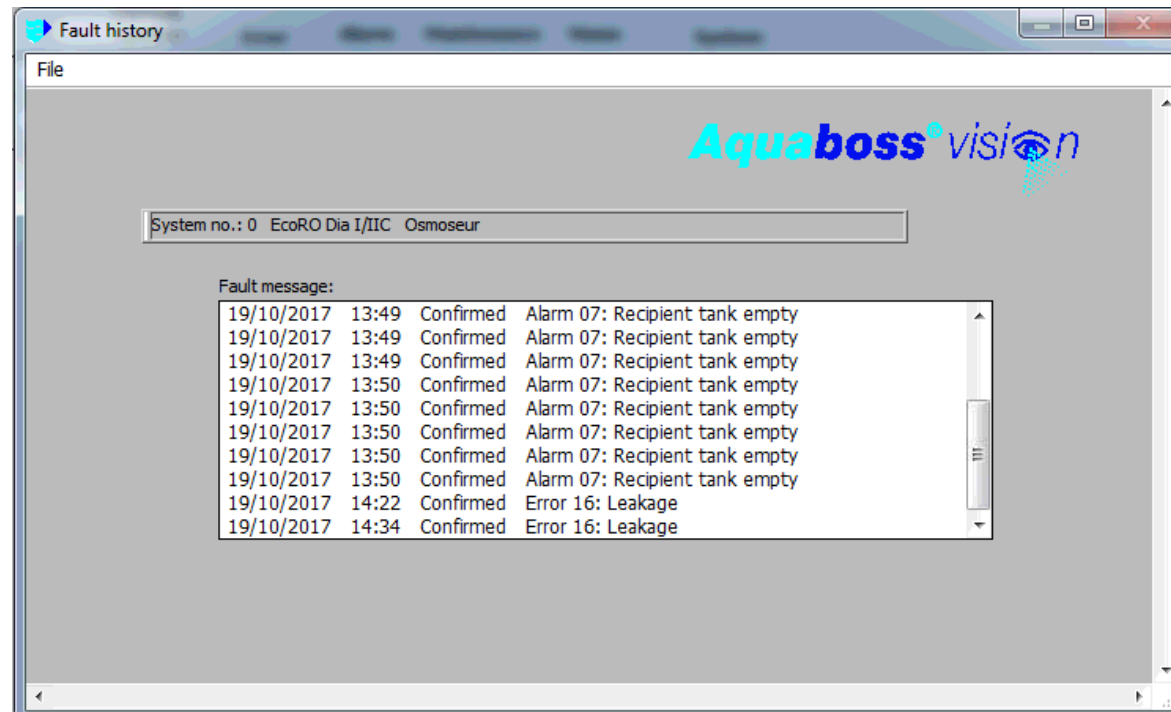 Fault history
File
Aquaboss® vision
System no.: 0 EcoRO Dia I/IIC Osmoseur
Fault message:
19/10/2017 13:49 Confirmed Alarm 07: Recipient tank empty
19/10/2017 13:49 Confirmed Alarm 07: Recipient tank empty
19/10/2017 13:49 Confirmed Alarm 07: Recipient tank empty
19/10/2017 13:50 Confirmed Alarm 07: Recipient tank empty
19/10/2017 13:50 Confirmed Alarm 07: Recipient tank empty
19/10/2017 13:50 Confirmed Alarm 07: Recipient tank empty
19/10/2017 13:50 Confirmed Alarm 07: Recipient tank empty
19/10/2017 13:50 Confirmed Alarm 07: Recipient tank empty
19/10/2017 14:22 Confirmed Error 16: Leakage
19/10/2017 14:34 Confirmed Error 16: Leakage